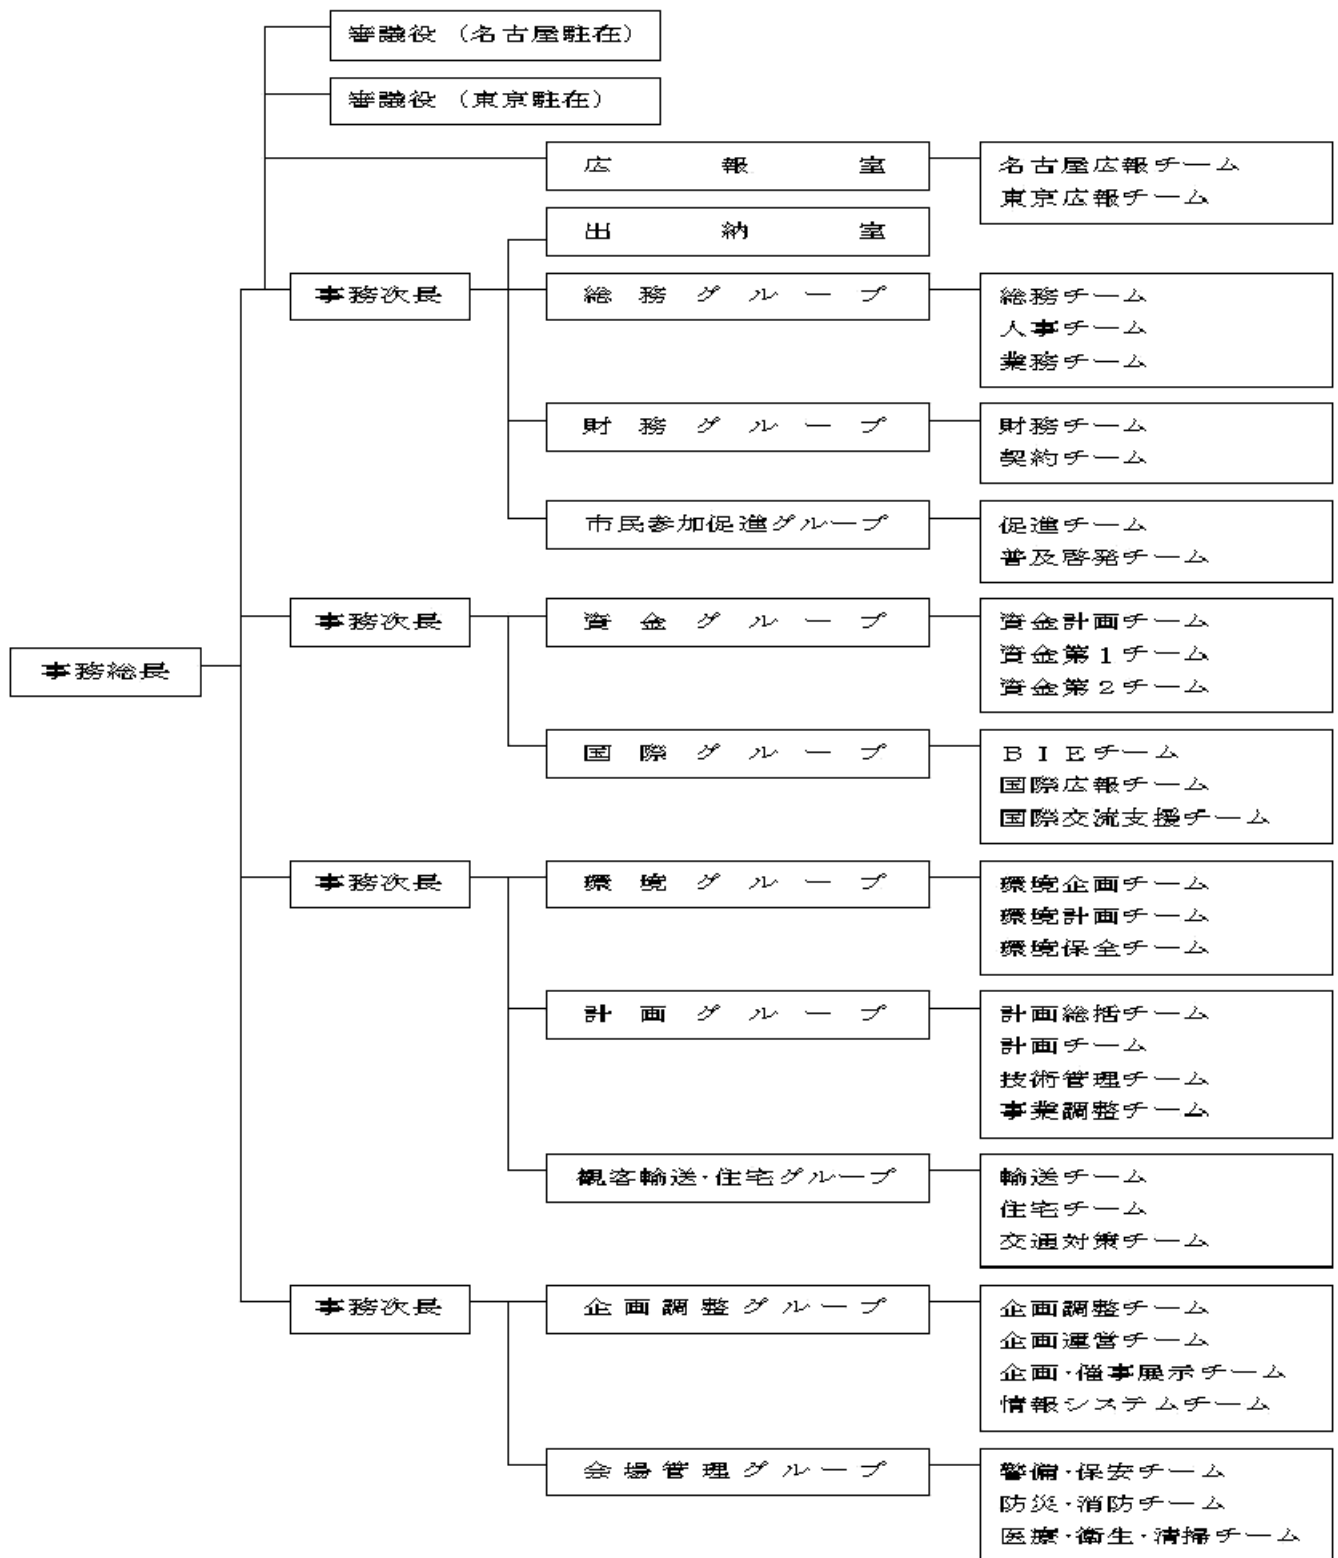 審議役（名古屋駐在）
審議役（東京駐在）
広報室
名古屋広報チーム
東京広報チーム
出納室
事務次長
総務グループ
総務チーム
人事チーム
業務チーム
財務グループ
財務チーム
契約チーム
市民参加促進グループ
促進チーム
普及啓発チーム
事務次長
資金グループ
資金計画チーム
資金第１チーム
資金第２チーム
事務総長
国際グループ
ＢＩＥチーム
国際広報チーム
国際交流支援チーム
事務次長
環境グループ
環境企画チーム
環境計画チーム
環境保全チーム
計画グループ
計画総括チーム
計画チーム
技術管理チーム
事業調整チーム
観客輸送・住宅グループ
輸送チーム
住宅チーム
交通対策チーム
事務次長
企画調整グループ
企画調整チーム
企画運営チーム
企画・催事展示チーム
情報システムチーム
会場管理グループ
警備・保安チーム
防災・消防チーム
医療・衛生・清掃チーム